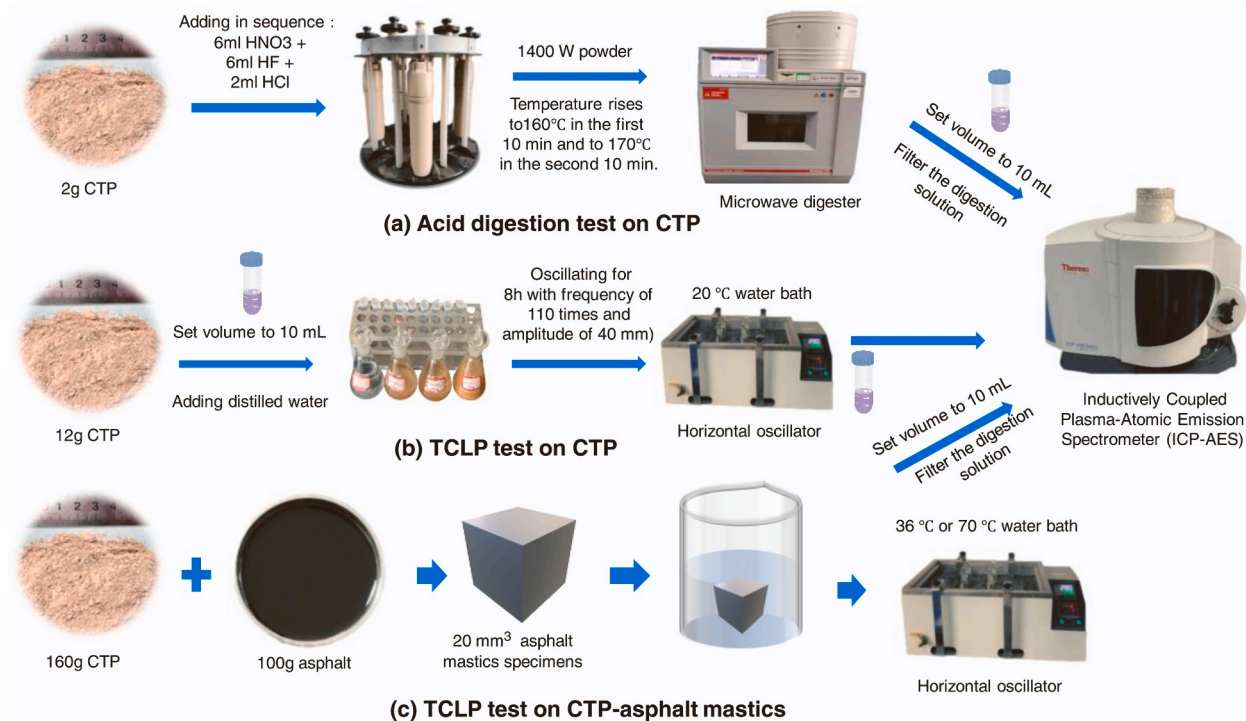 Adding in sequence :
6ml HNO3 +
6ml HF +
2ml HCl
1400 W powder
Temperature rises
to160℃ in the first
10 min and to 170℃
in the second 10 min.
2g CTP
Microwave digester
Set volume to 10 mL
Filter the digestion
solution
(a) Acid digestion test on CTP
Set volume to 10 mL
Adding distilled water
Oscillating for
8h with frequency of
110 times and
amplitude of 40 mm)
20 ℃ water bath
Thermo
12g CTP
Horizontal oscillator
Inductively Coupled
Plasma-Atomic Emission
Spectrometer (ICP-AES)
(b) TCLP test on CTP
Set volume to 10 mL
Filter the digestion
solution
1 2 3 4
36 ℃ or 70 ℃ water bath
160g CTP
100g asphalt
20 mm³ asphalt
mastics specimens
Horizontal oscillator
(c) TCLP test on CTP-asphalt mastics